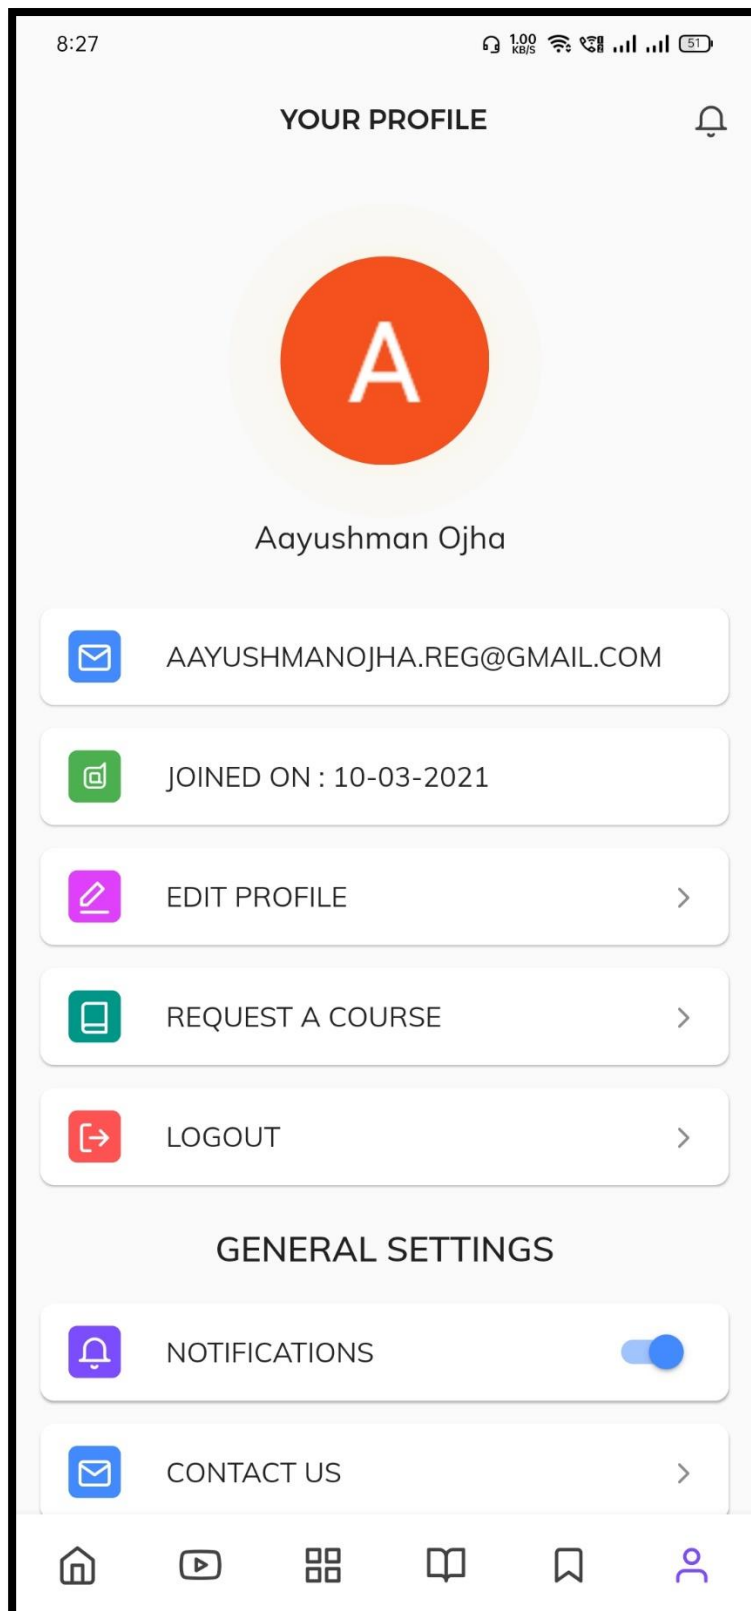 8:27
1.00
KB/S
51
YOUR PROFILE
A
Aayushman Ojha
AAYUSHMANOJHA.REG@GMAIL.COM
JOINED ON : 10-03-2021
EDIT PROFILE
REQUEST A COURSE
LOGOUT
GENERAL SETTINGS
NOTIFICATIONS
CONTACT US